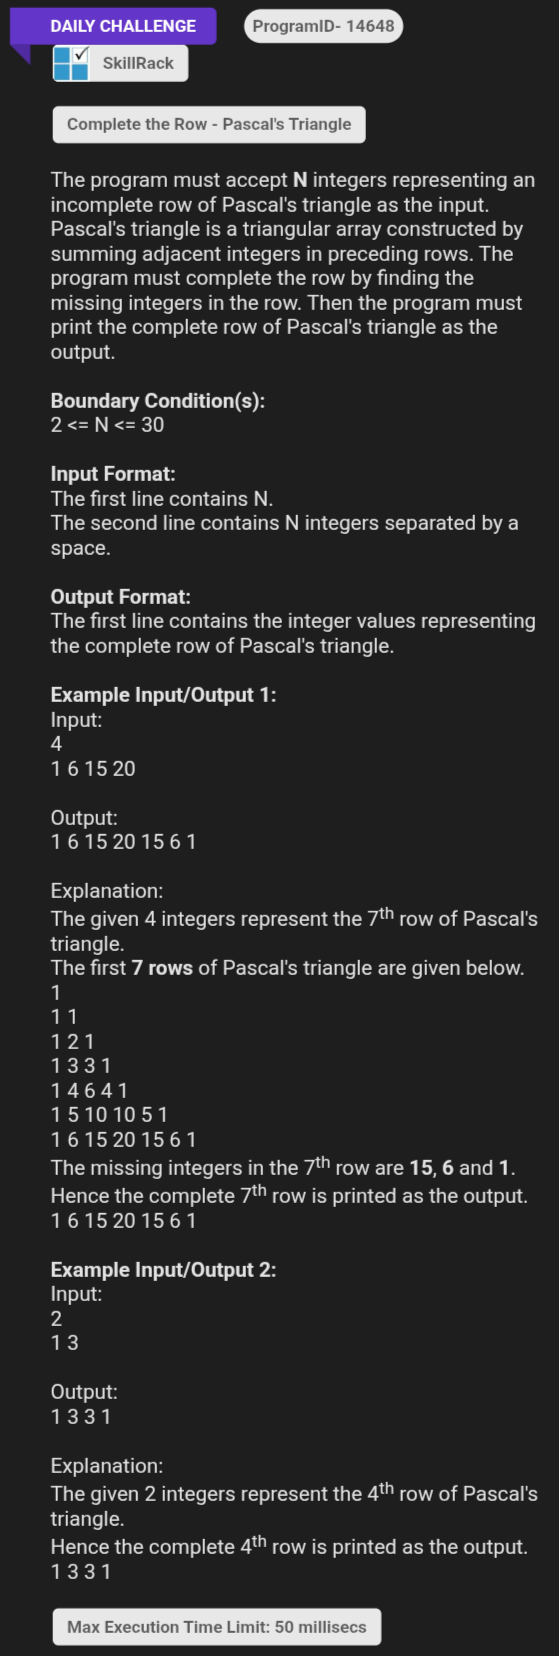 DAILY CHALLENGE
ProgramID- 14648
SkillRack
Complete the Row - Pascal's Triangle
The program must accept N integers representing an
incomplete row of Pascal's triangle as the input.
Pascal's triangle is a triangular array constructed by
summing adjacent integers in preceding rows. The
program must complete the row by finding the
missing integers in the row. Then the program must
print the complete row of Pascal's triangle as the
output.
Boundary Condition(s):
2 <= N <= 30
Input Format:
The first line contains N.
The second line contains N integers separated by a
space.
Output Format:
The first line contains the integer values representing
the complete row of Pascal's triangle.
Example Input/Output 1:
Input:
4
1 6 15 20
Output:
1 6 15 20 15 6 1
Explanation:
The given 4 integers represent the 7th row of Pascal's
triangle.
The first 7 rows of Pascal's triangle are given below.
1
1 1
1 2 1
1 3 3 1
1 4 6 4 1
1 5 10 10 5 1
1 6 15 20 15 6 1
The missing integers in the 7th row are 15, 6 and 1.
Hence the complete 7th row is printed as the output.
1 6 15 20 15 6 1
Example Input/Output 2:
Input:
2
1 3
Output:
1 3 3 1
Explanation:
The given 2 integers represent the 4th row of Pascal's
triangle.
Hence the complete 4th row is printed as the output.
1 3 3 1
Max Execution Time Limit: 50 millisecs